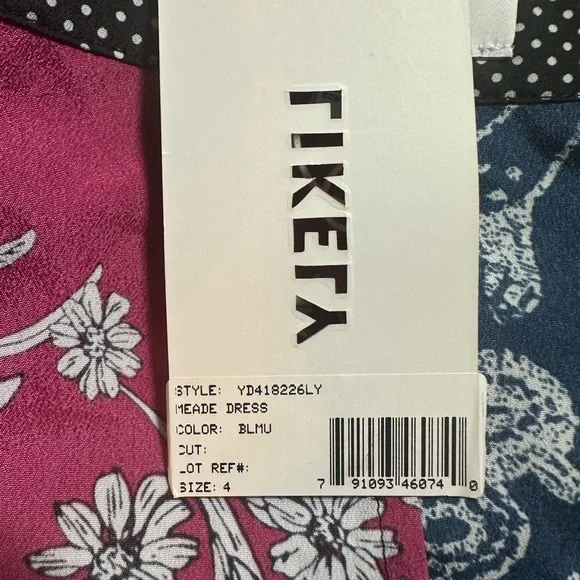 LIKELY
STYLE: YD418226LY
MEADE DRESS
COLOR: BLMU
CUT:
LOT REF#:
SIZE: 4
7 91093 46074 0